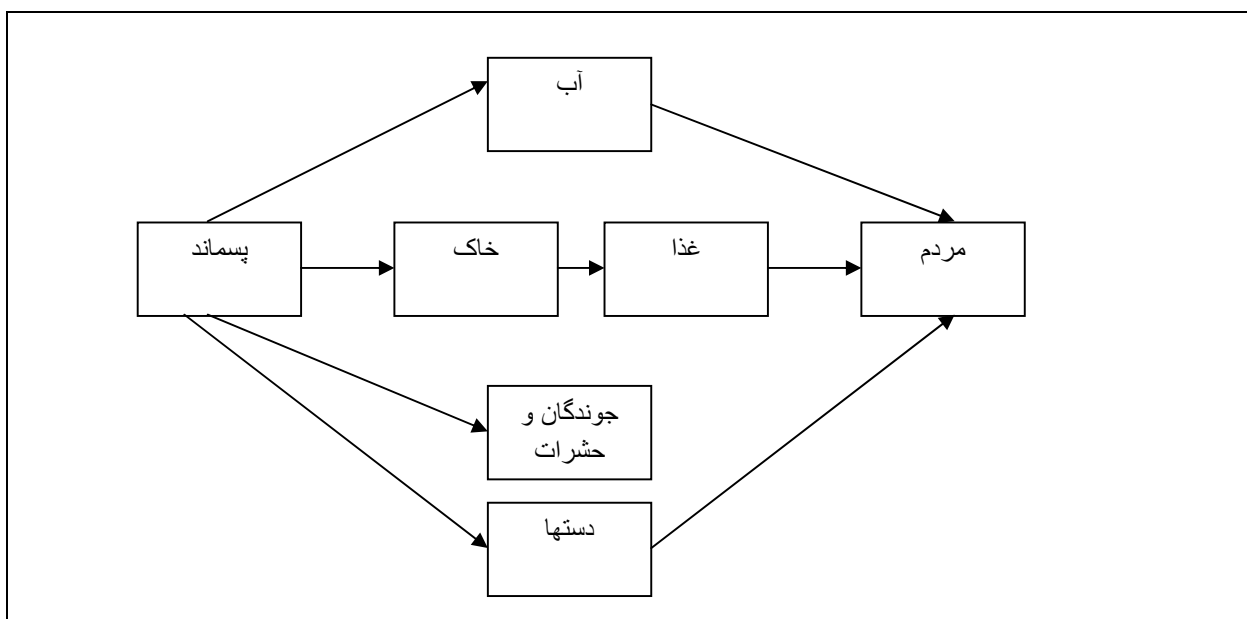 آب
پسماند
خاک
غذا
مردم
جوندگان و
حشرات
دستها